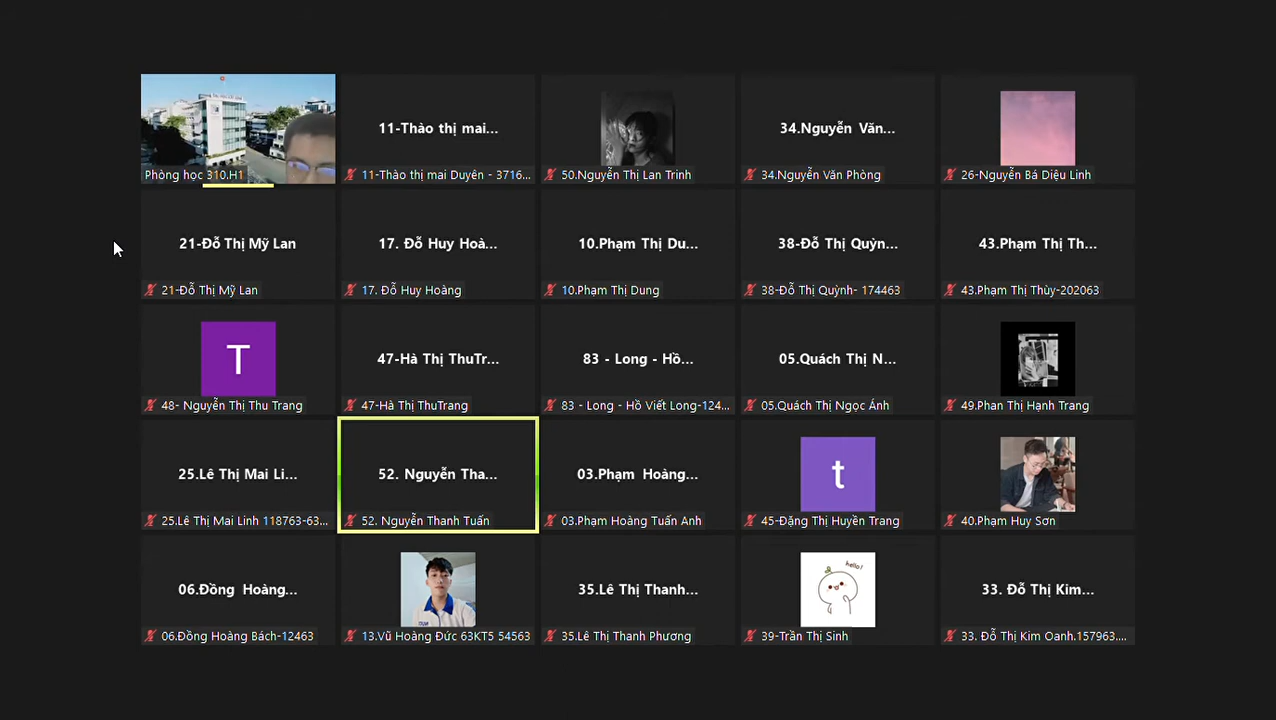 Phòng học 310.H1
11-Thào thị mai...
11-Thào thị mai Duyên - 3716...
50.Nguyễn Thị Lan Trinh
34.Nguyễn Văn...
34.Nguyễn Văn Phòng
26-Nguyễn Bá Diệu Linh
21-Đỗ Thị Mỹ Lan
21-Đỗ Thị Mỹ Lan
17. Đỗ Huy Hoà...
17. Đỗ Huy Hoàng
10.Phạm Thị Du...
10.Phạm Thị Dung
38-Đỗ Thị Quỳn...
38-Đỗ Thị Quỳnh- 174463
43.Phạm Thị Th...
43.Phạm Thị Thùy-202063
T
48- Nguyễn Thị Thu Trang
47-Hà Thị ThuTr...
47-Hà Thị ThuTrang
83 - Long - Hồ...
83 - Long - Hồ Viết Long-124...
05.Quách Thị N...
05.Quách Thị Ngọc Ánh
49.Phan Thị Hạnh Trang
25.Lê Thị Mai Li...
25.Lê Thị Mai Linh 118763-63...
52. Nguyễn Tha...
52. Nguyễn Thanh Tuấn
03.Phạm Hoàng...
03.Phạm Hoàng Tuấn Anh
t
45-Đặng Thị Huyền Trang
40.Phạm Huy Sơn
06.Đồng Hoàng...
06.Đồng Hoàng Bách-12463
13.Vũ Hoàng Đức 63KT5 54563
35.Lê Thị Thanh...
35.Lê Thị Thanh Phương
hello!
39-Trần Thị Sinh
33. Đỗ Thị Kim...
33. Đỗ Thị Kim Oanh.157963....